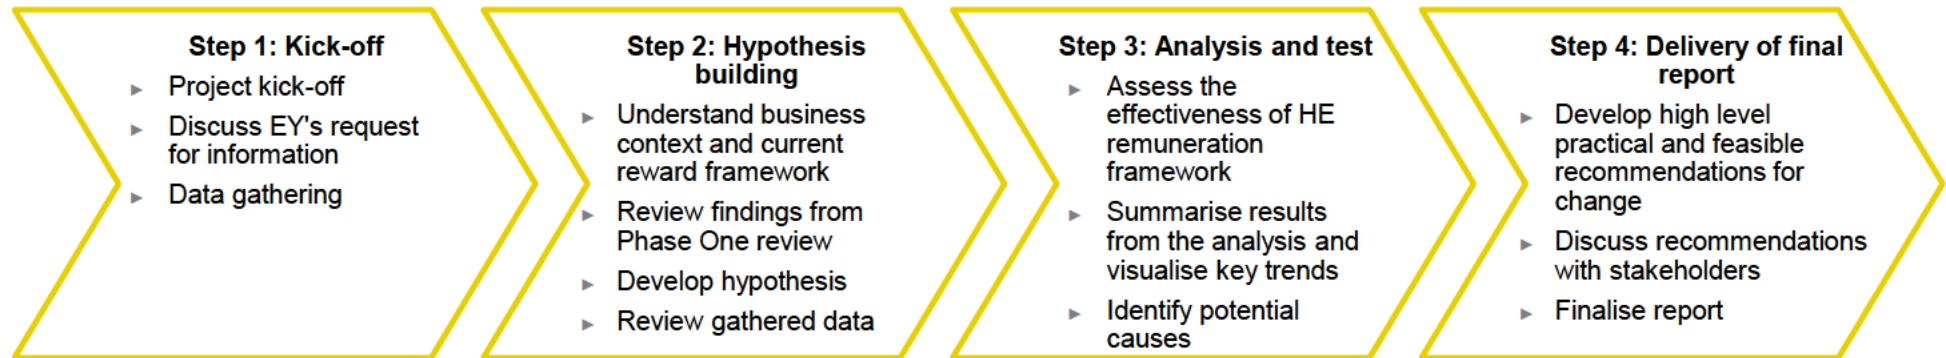 Step 1: Kick-off
► Project kick-off
► Discuss EY's request
for information
► Data gathering
Step 2: Hypothesis
building
► Understand business
context and current
reward framework
► Review findings from
Phase One review
► Develop hypothesis
► Review gathered data
Step 3: Analysis and test
► Assess the
effectiveness of HE
remuneration
framework
► Summarise results
from the analysis and
visualise key trends
► Identify potential
causes
Step 4: Delivery of final
report
► Develop high level
practical and feasible
recommendations for
change
► Discuss recommendations
with stakeholders
► Finalise report